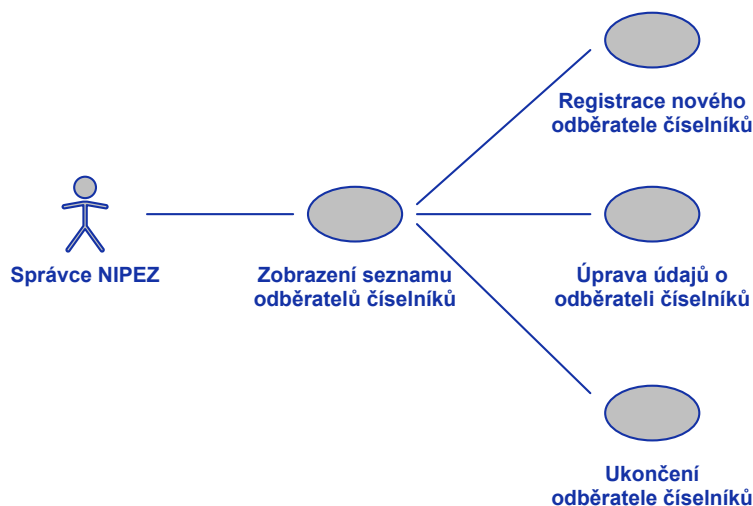 Registrace nového
odběratele číselníků
Správce NIPEZ
Zobrazení seznamu
odběratelů číselníků
Úprava údajů o
odběrateli číselníků
Ukončení
odběratele číselníků